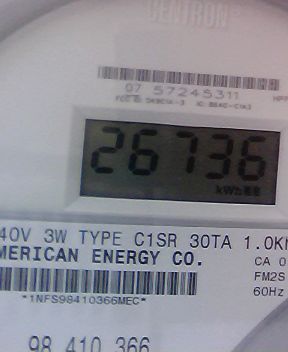 CENTRON®
07 57245311
26736
kWh
40V 3W TYPE C1SR 30TA 1.0K
MERICAN ENERGY CO.
CA 0
FM2S
60Hz
*1NFS98410366MEC*
98 410 366